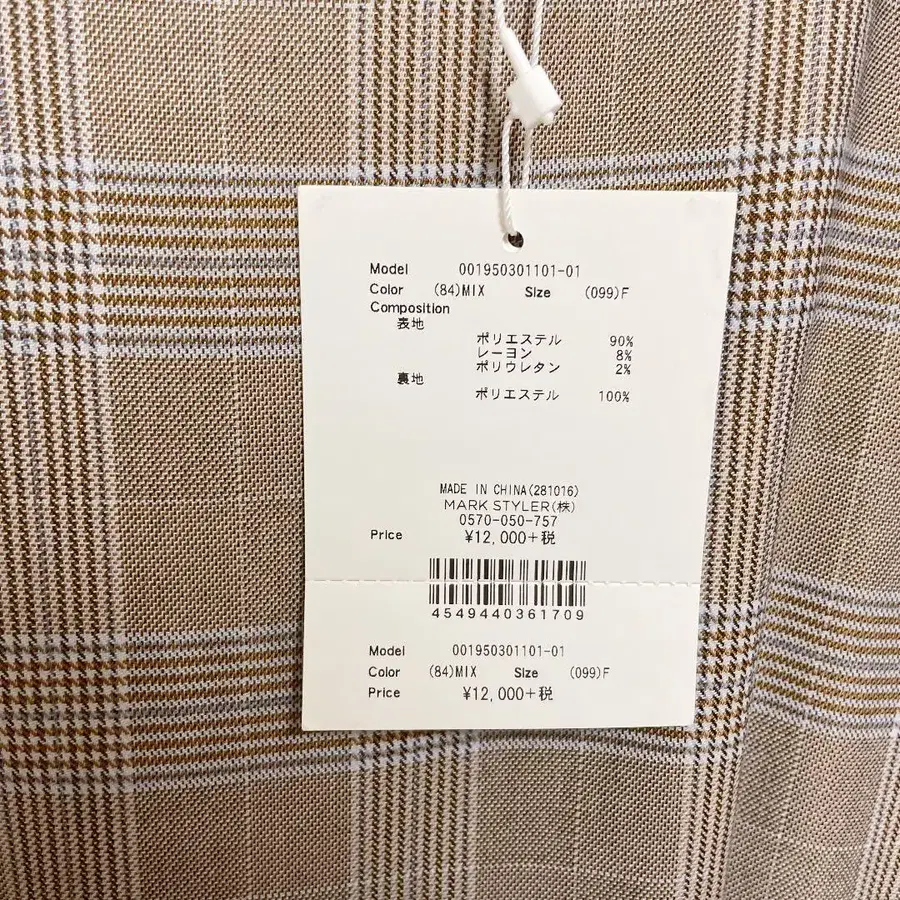 Model 001950301101-01
Color (84)MIX Size (099)F
Composition
表地
ポリエステル 90%
レーヨン 8%
ポリウレタン 2%
裏地
ポリエステル 100%
MADE IN CHINA(281016)
MARK STYLER(株)
0570-050-757
Price ¥12,000+税
4549440361709
Model 001950301101-01
Color (84)MIX Size (099)F
Price ¥12,000+税